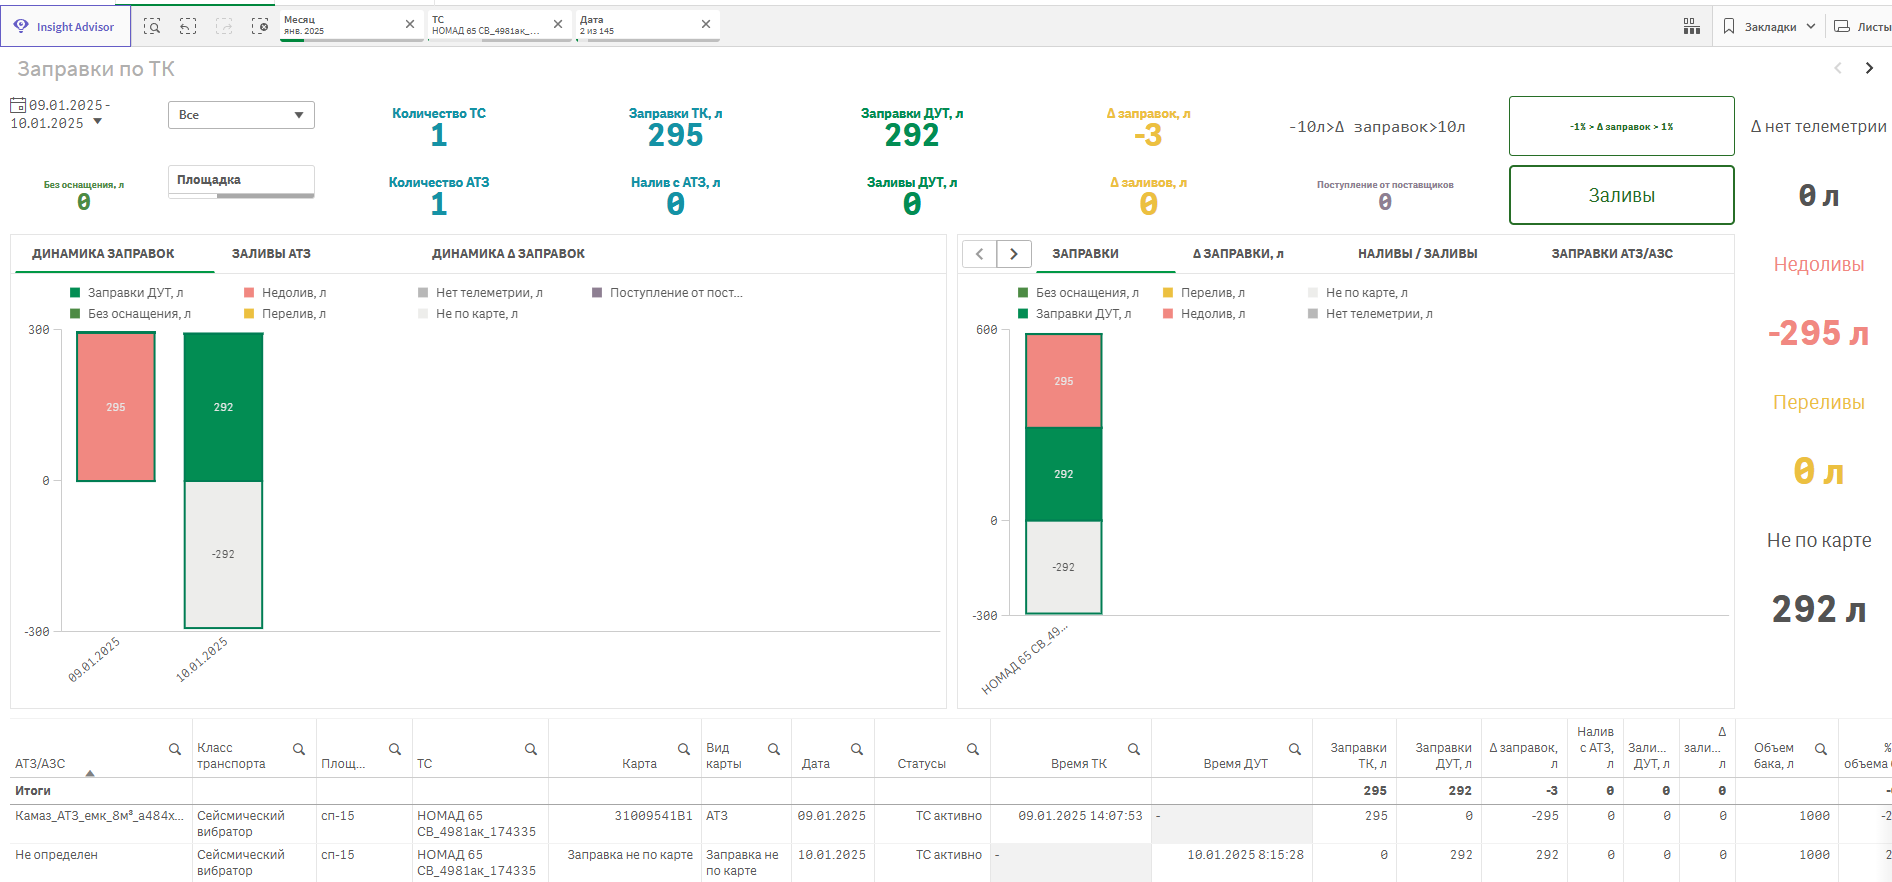 Insight Advisor
Месяц
янв. 2025
ТС
НОМАД 65 СВ_4981ак_...
Дата
2 из 145
Закладки
Листы
Заправки по ТК
09.01.2025 -
10.01.2025
Все
Количество ТС
1
Заправки ТК, л
295
Заправки ДУТ, л
292
Δ заправок, л
-3
-10л>Δ заправок>10л
-1% > Δ заправок > 1%
Δ нет телеметрии
Без оснащения, л
0
Площадка
Количество АТЗ
1
Налив с АТЗ, л
0
Заливы ДУТ, л
0
Δ заливов, л
0
Поступление от поставщиков
0
Заливы
0 л
Недоливы
-295 л
Переливы
0 л
Не по карте
292 л
ДИНАМИКА ЗАПРАВОК
ЗАЛИВЫ АТЗ
ДИНАМИКА Δ ЗАПРАВОК
Заправки ДУТ, л
Недолив, л
Нет телеметрии, л
Поступление от пост...
Без оснащения, л
Перелив, л
Не по карте, л
300
0
-300
295
292
-292
09.01.2025
10.01.2025
ЗАПРАВКИ
Δ ЗАПРАВКИ, л
НАЛИВЫ / ЗАЛИВЫ
ЗАПРАВКИ АТЗ/АЗС
Без оснащения, л
Перелив, л
Не по карте, л
Заправки ДУТ, л
Недолив, л
Нет телеметрии, л
600
0
-300
295
292
-292
НОМАД 65 СВ_49...
АТЗ/АЗС
Класс
транспорта
Площ...
ТС
Карта
Вид
карты
Дата
Статусы
Время ТК
Время ДУТ
Заправки
ТК, л
Заправки
ДУТ, л
Δ заправок,
л
Налив
с АТЗ,
л
Зали...
ДУТ, л
Δ
зали...
л
Объем
бака, л
%
объема
Итоги
295
292
-3
0
0
0
Камаз_АТЗ_емк_8м³_а484х...
Сейсмический
вибратор
сп-15
НОМАД 65
СВ_4981ак_174335
31009541В1
АТЗ
09.01.2025
ТС активно
09.01.2025 14:07:53
-
295
0
-295
0
0
0
1000
-2
Не определен
Сейсмический
вибратор
сп-15
НОМАД 65
СВ_4981ак_174335
Заправка не по карте
Заправка не
по карте
10.01.2025
ТС активно
-
10.01.2025 8:15:28
0
292
292
0
0
0
1000
2